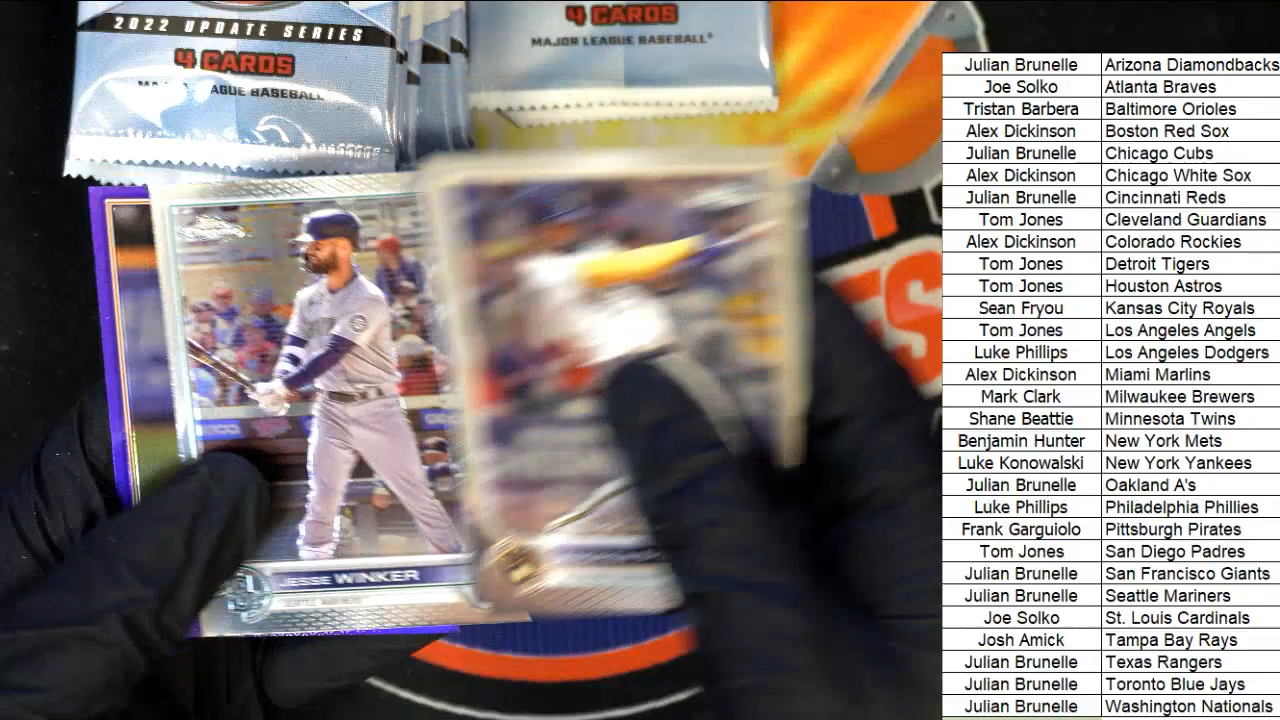 2022 UPDATE SERIES
4 CARDS
AGUE BASEBALL
4 CARDS
MAJOR LEAGUE BASEBALL
JESSE WINKER
Julian Brunelle Arizona Diamondbacks
Joe Solko Atlanta Braves
Tristan Barbera Baltimore Orioles
Alex Dickinson Boston Red Sox
Julian Brunelle Chicago Cubs
Alex Dickinson Chicago White Sox
Julian Brunelle Cincinnati Reds
Tom Jones Cleveland Guardians
Alex Dickinson Colorado Rockies
Tom Jones Detroit Tigers
Tom Jones Houston Astros
Sean Fryou Kansas City Royals
Tom Jones Los Angeles Angels
Luke Phillips Los Angeles Dodgers
Alex Dickinson Miami Marlins
Mark Clark Milwaukee Brewers
Shane Beattie Minnesota Twins
Benjamin Hunter New York Mets
Luke Konowalski New York Yankees
Julian Brunelle Oakland A's
Luke Phillips Philadelphia Phillies
Frank Garguiolo Pittsburgh Pirates
Tom Jones San Diego Padres
Julian Brunelle San Francisco Giants
Julian Brunelle Seattle Mariners
Joe Solko St. Louis Cardinals
Josh Amick Tampa Bay Rays
Julian Brunelle Texas Rangers
Julian Brunelle Toronto Blue Jays
Julian Brunelle Washington Nationals